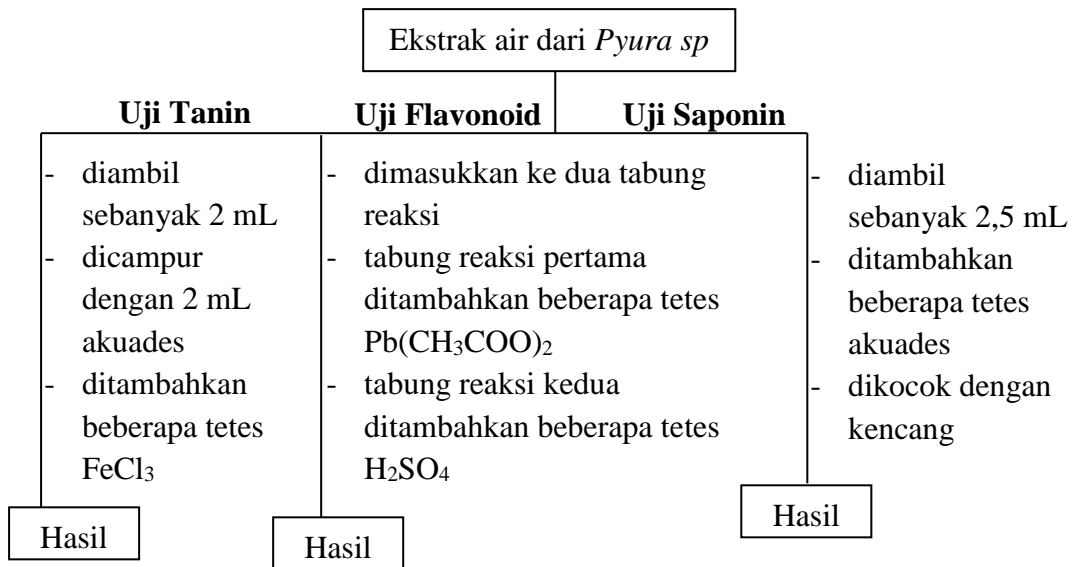 Ekstrak air dari Pyura sp
Uji Tanin
Uji Flavonoid
Uji Saponin
- diambil
sebanyak 2 mL
- dicampur
dengan 2 mL
akuades
- ditambahkan
beberapa tetes
FeCl₃
Hasil
- dimasukkan ke dua tabung
reaksi
- tabung reaksi pertama
ditambahkan beberapa tetes
Pb(CH₃COO)₂
- tabung reaksi kedua
ditambahkan beberapa tetes
H₂SO₄
Hasil
- diambil
sebanyak 2,5 mL
- ditambahkan
beberapa tetes
akuades
- dikocok dengan
kencang
Hasil